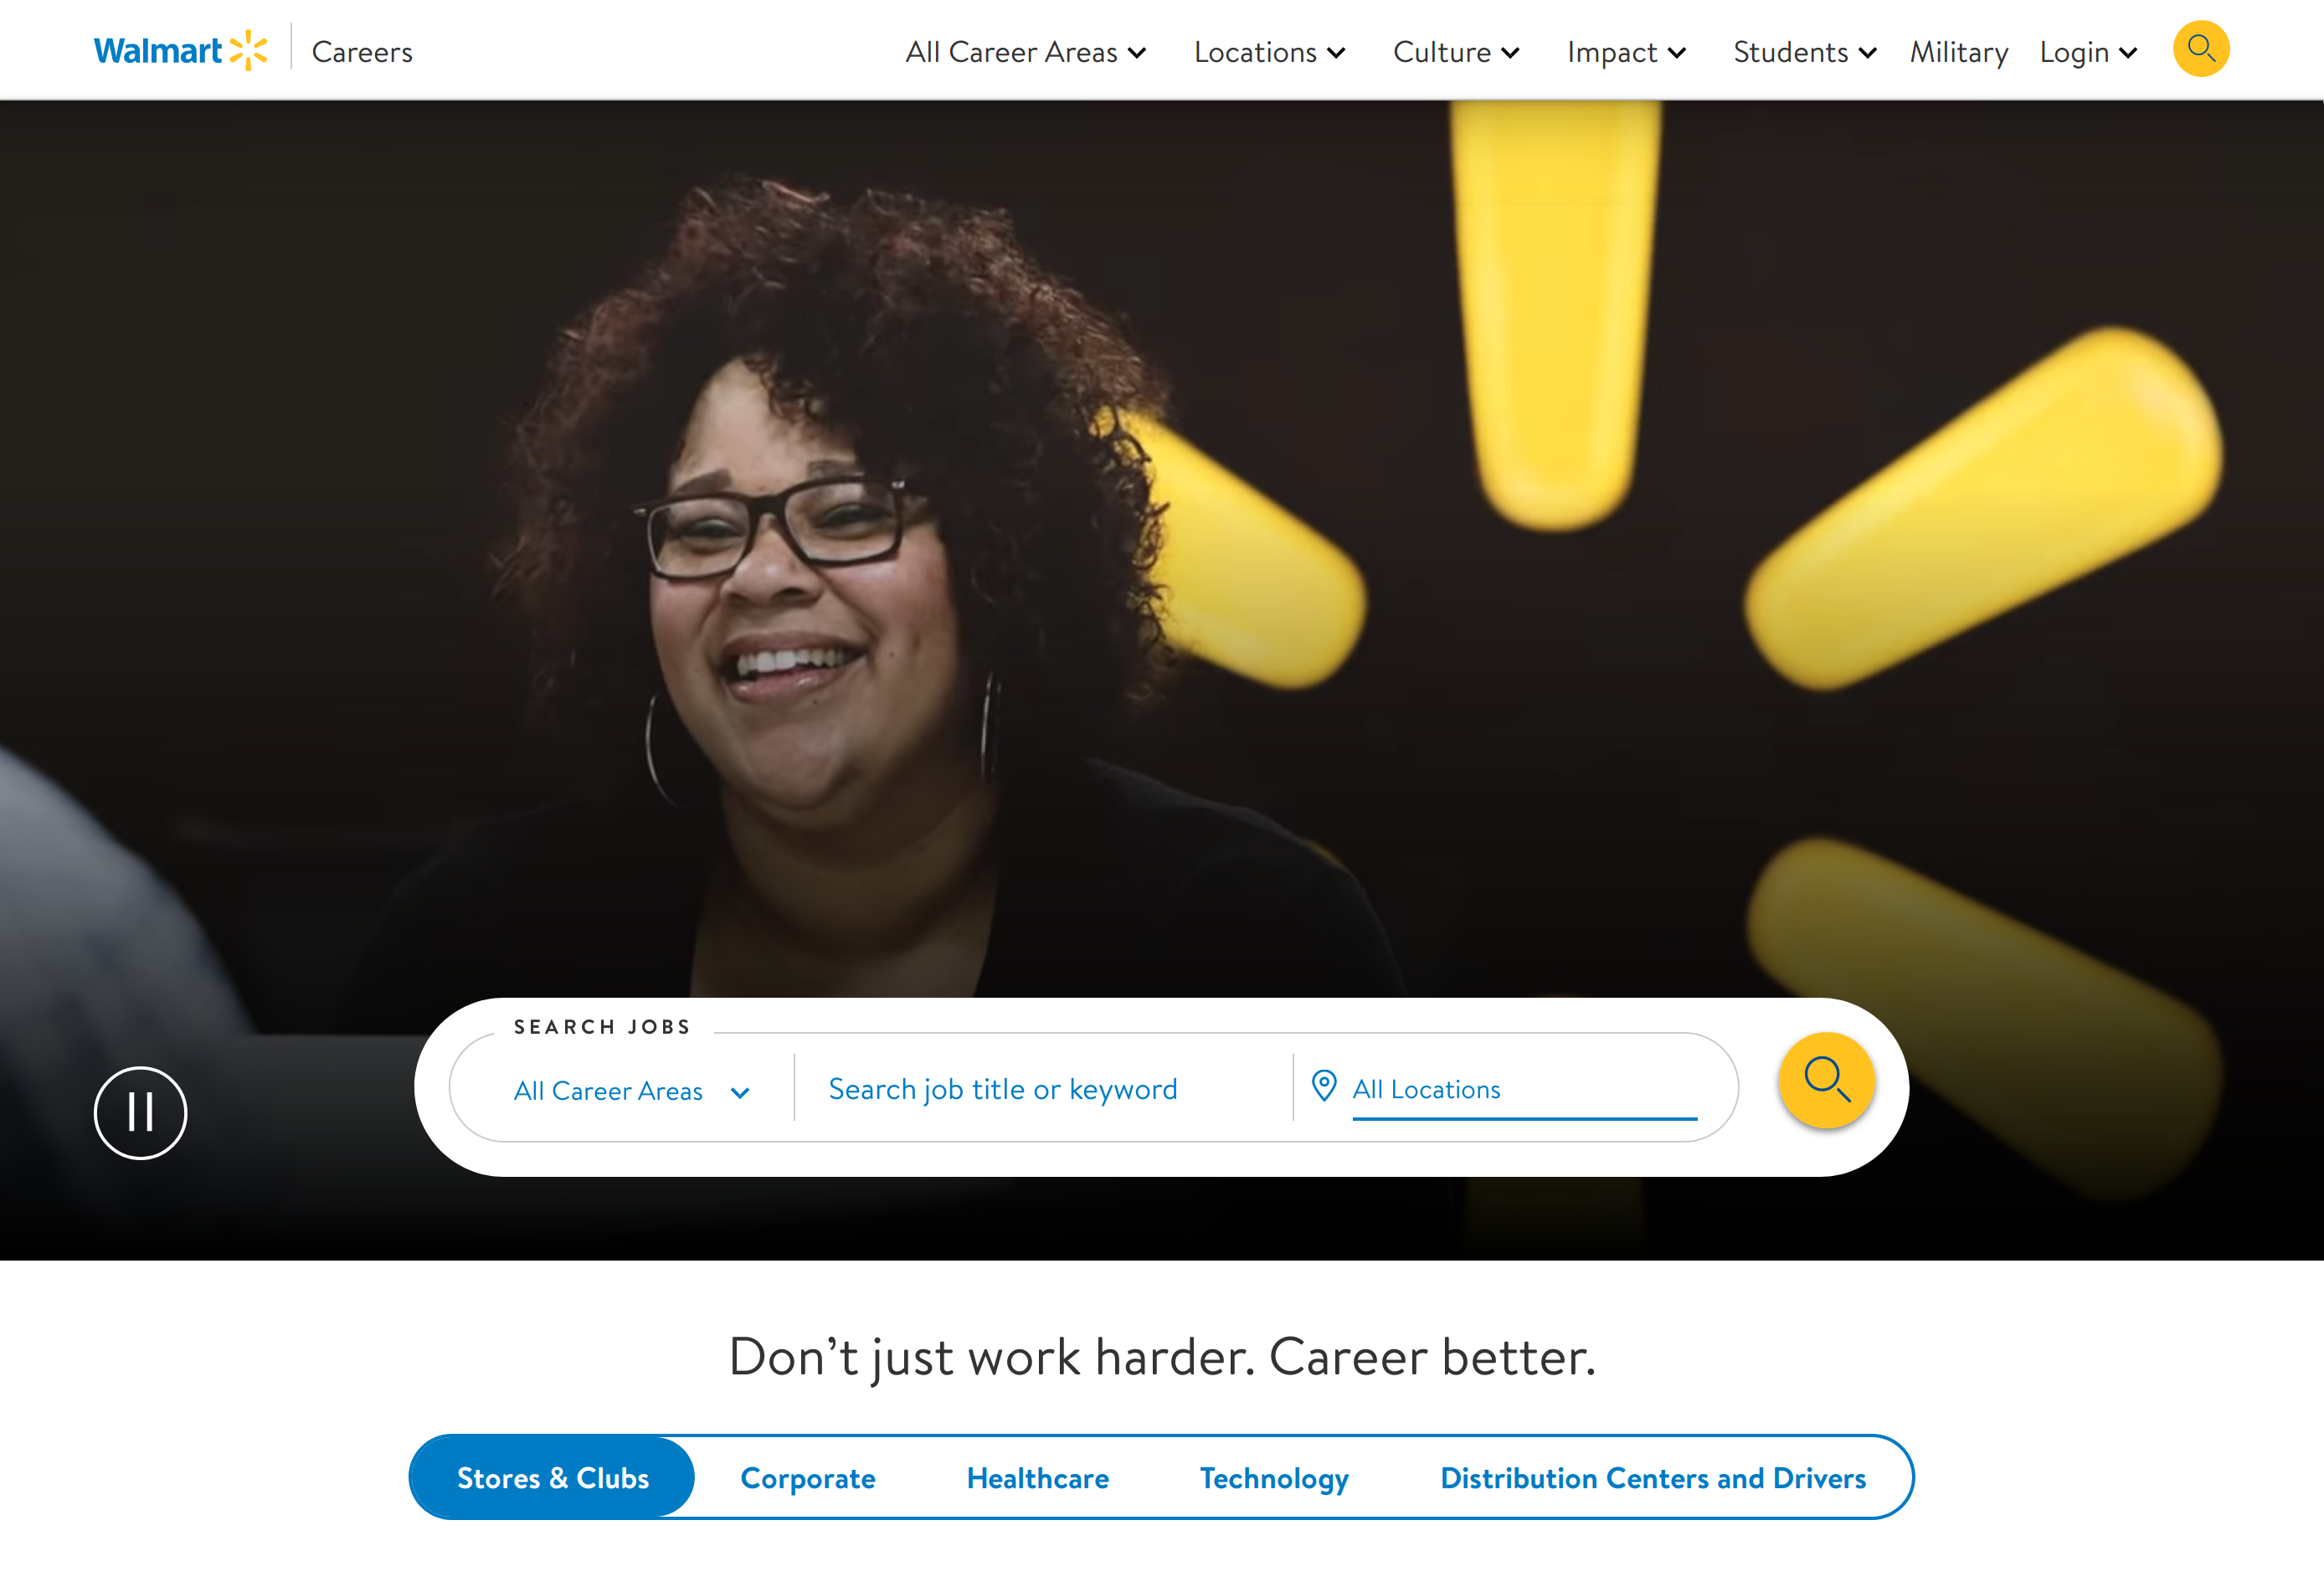 Walmart Careers All Career Areas Locations Culture Impact Students Military Login
SEARCH JOBS
All Career Areas Search job title or keyword All Locations
Don’t just work harder. Career better.
Stores & Clubs Corporate Healthcare Technology Distribution Centers and Drivers